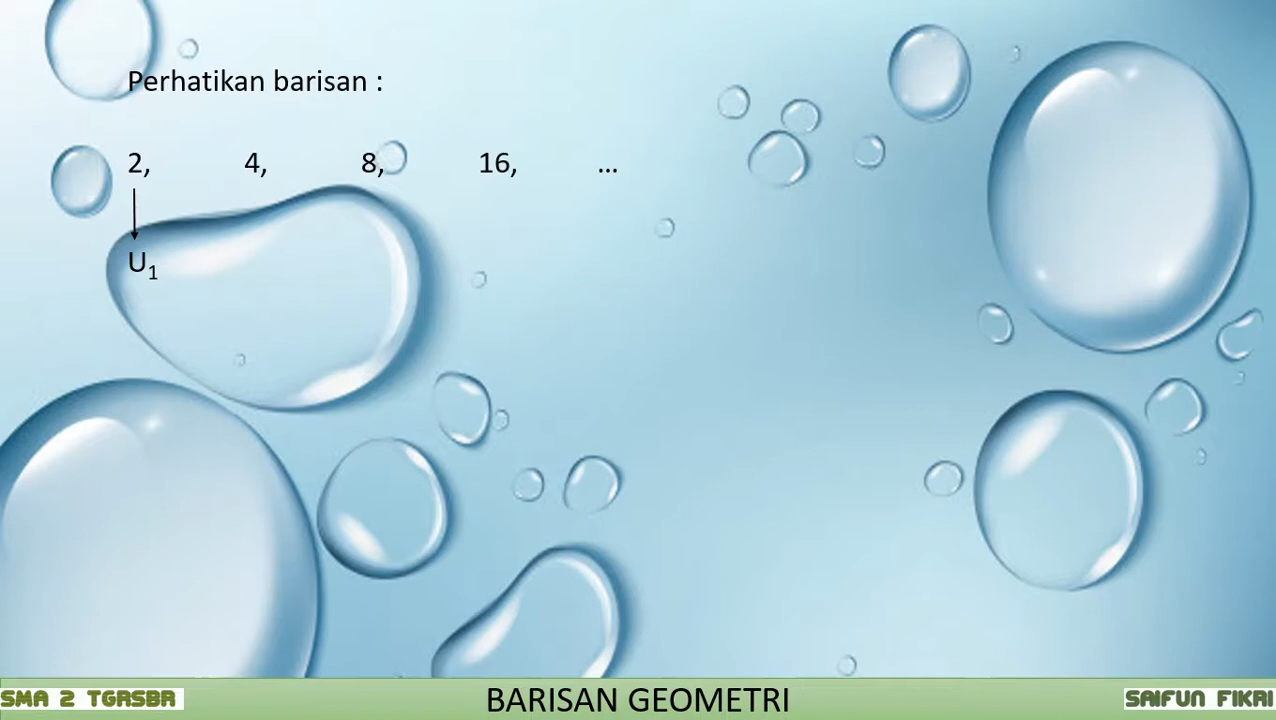 Perhatikan barisan :
2, 4, 8, 16, ...
U₁
SMA 2 TGRSBR BARISAN GEOMETRI SAIFUN FIKRI